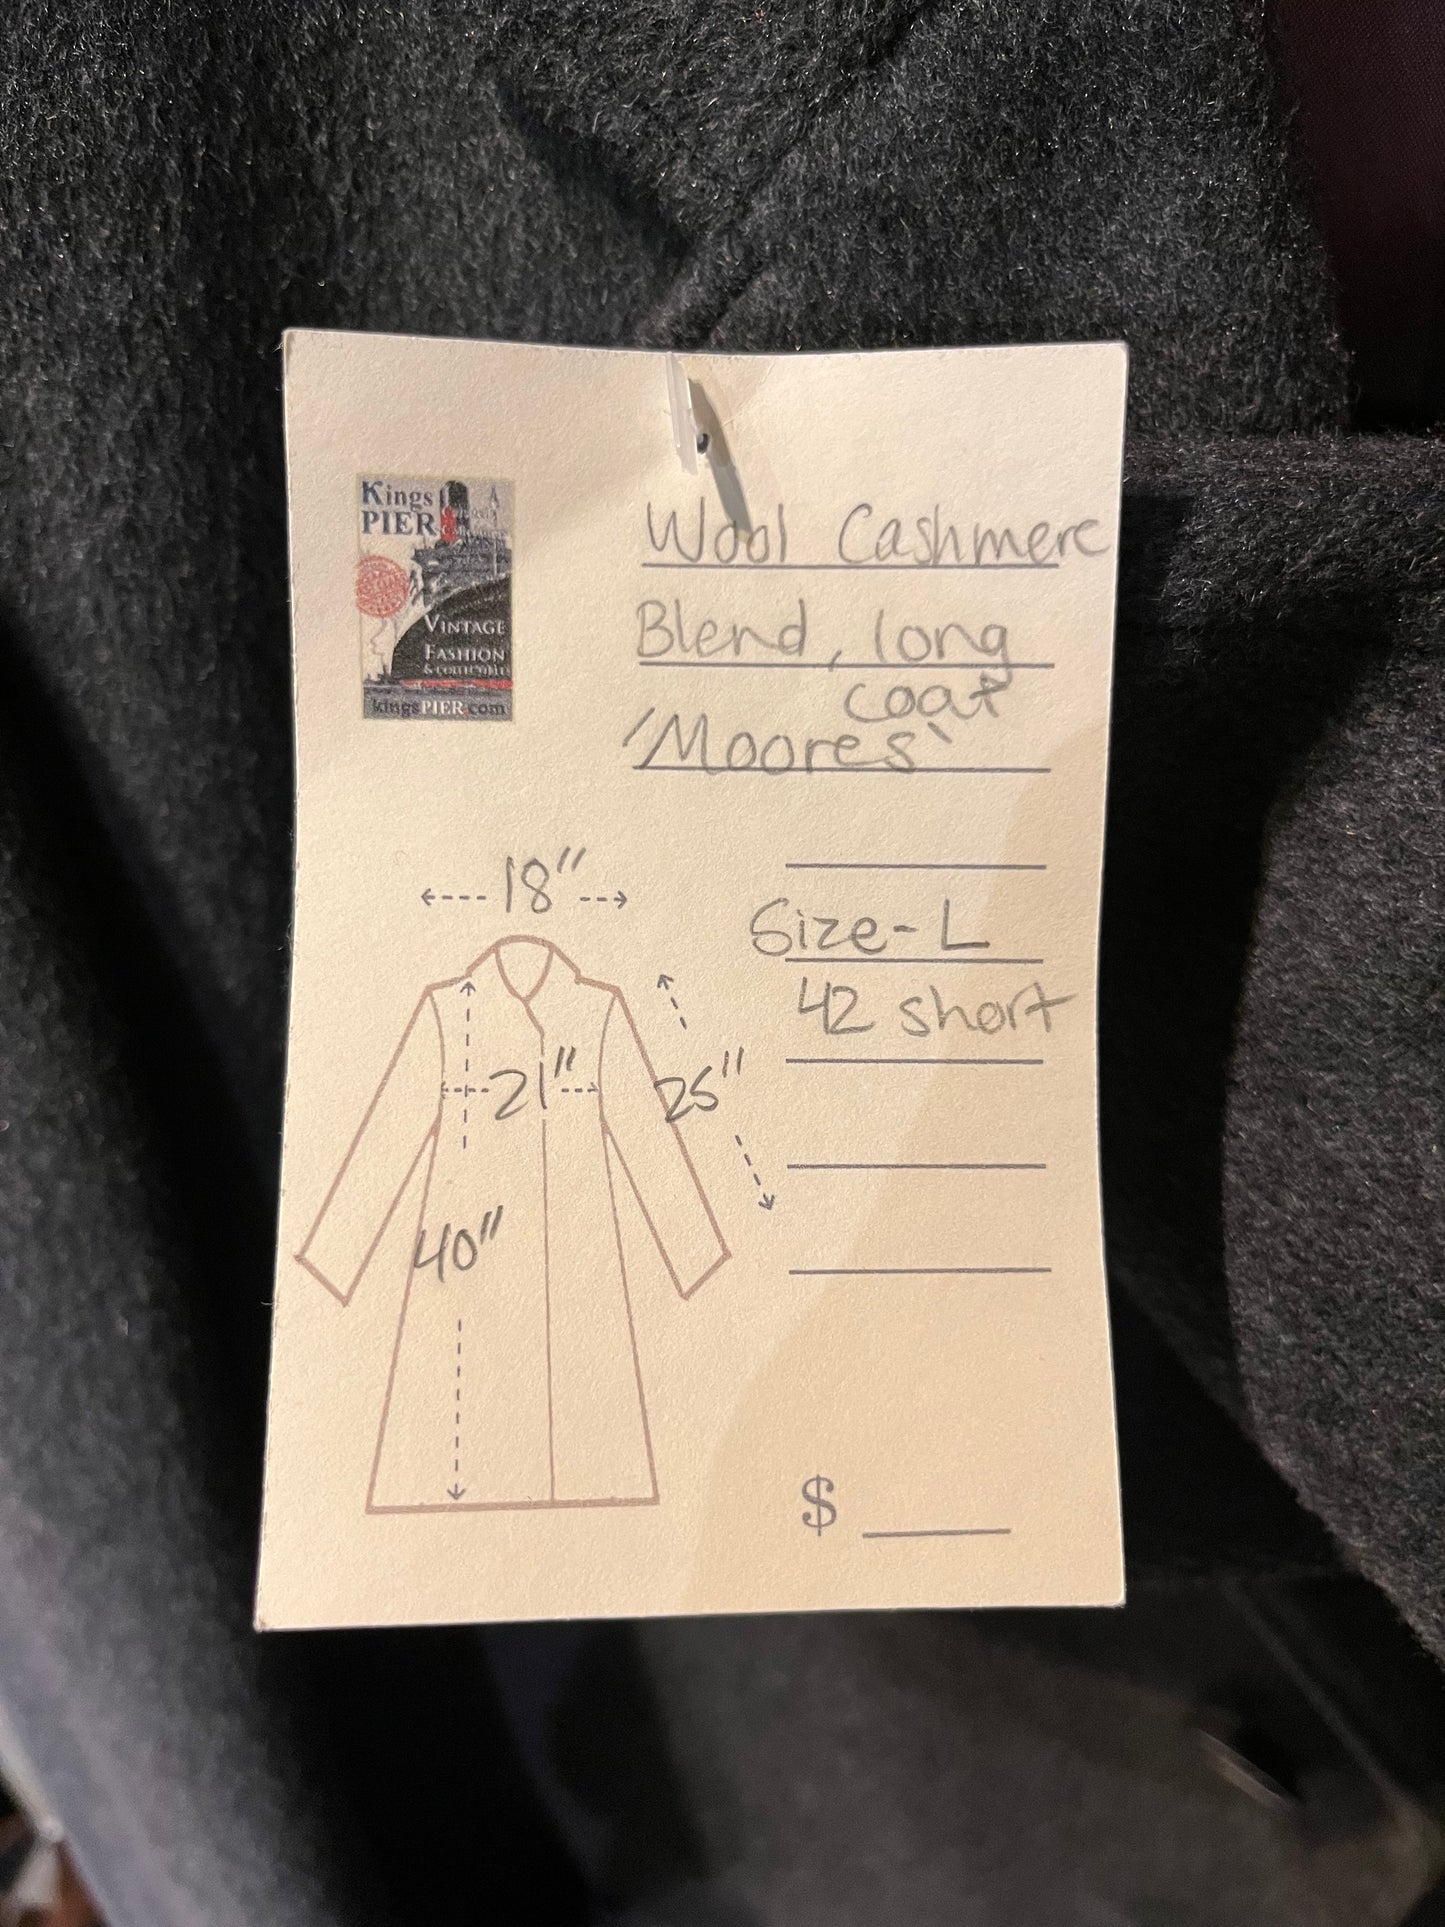 Kings
PIER
VINTAGE
FASHION
& COLLECTIBLE
kingsPIER.com
Wool Cashmere
Blend, long
coat
'Moores'
18"
Size - L
42 short
21"
25"
40"
$